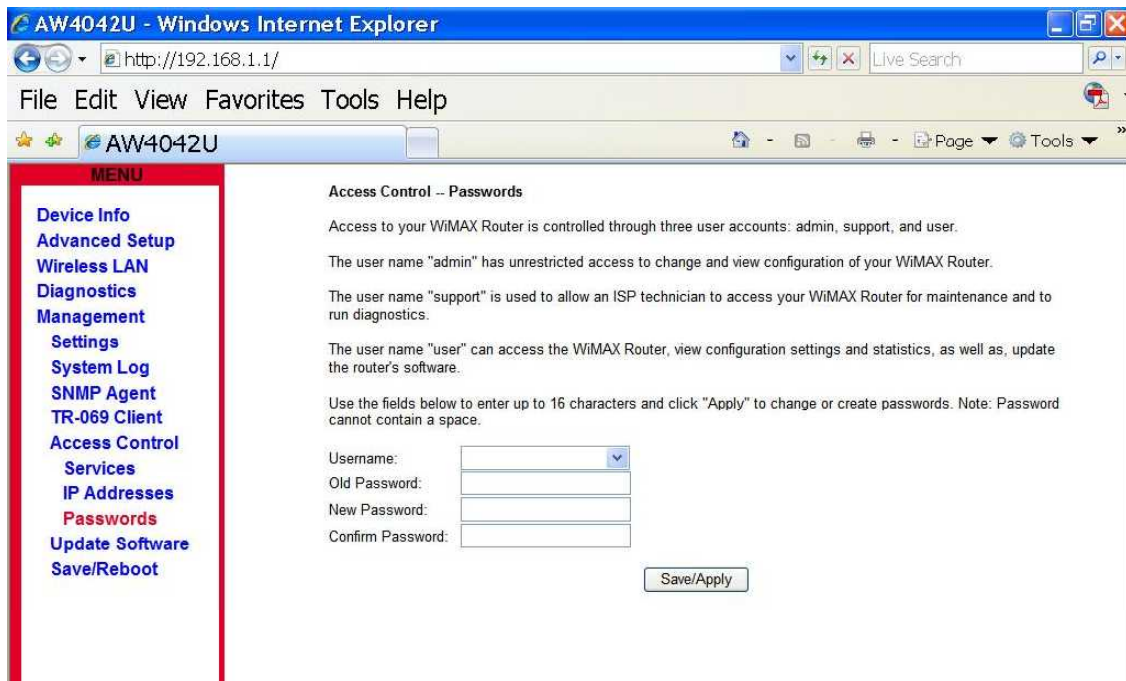 AW4042U - Windows Internet Explorer
http://192.168.1.1/
Live Search
File Edit View Favorites Tools Help
AW4042U
Page
Tools
»
MENU
Device Info
Advanced Setup
Wireless LAN
Diagnostics
Management
Settings
System Log
SNMP Agent
TR-069 Client
Access Control
Services
IP Addresses
Passwords
Update Software
Save/Reboot
Access Control -- Passwords
Access to your WiMAX Router is controlled through three user accounts: admin, support, and user.
The user name "admin" has unrestricted access to change and view configuration of your WiMAX Router.
The user name "support" is used to allow an ISP technician to access your WiMAX Router for maintenance and to
run diagnostics.
The user name "user" can access the WiMAX Router, view configuration settings and statistics, as well as, update
the router's software.
Use the fields below to enter up to 16 characters and click "Apply" to change or create passwords. Note: Password
cannot contain a space.
Username:
Old Password:
New Password:
Confirm Password:
Save/Apply